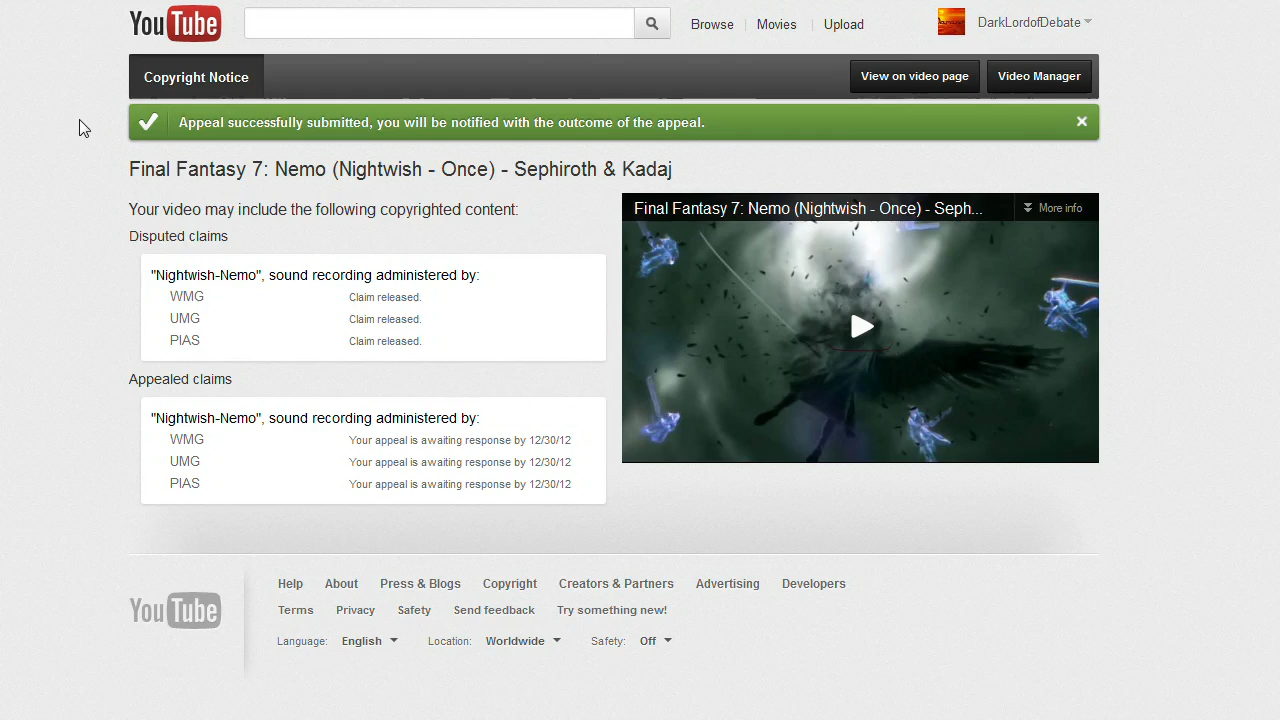 YouTube
Browse
Movies
Upload
DarkLordofDebate
Copyright Notice
View on video page
Video Manager
Appeal successfully submitted, you will be notified with the outcome of the appeal.
Final Fantasy 7: Nemo (Nightwish - Once) - Sephiroth & Kadaj
Your video may include the following copyrighted content:
Disputed claims
"Nightwish-Nemo", sound recording administered by:
WMG Claim released.
UMG Claim released.
PIAS Claim released.
Appealed claims
"Nightwish-Nemo", sound recording administered by:
WMG Your appeal is awaiting response by 12/30/12
UMG Your appeal is awaiting response by 12/30/12
PIAS Your appeal is awaiting response by 12/30/12
Final Fantasy 7: Nemo (Nightwish - Once) - Seph...
More info
YouTube
Help About Press & Blogs Copyright Creators & Partners Advertising Developers
Terms Privacy Safety Send feedback Try something new!
Language: English Location: Worldwide Safety: Off